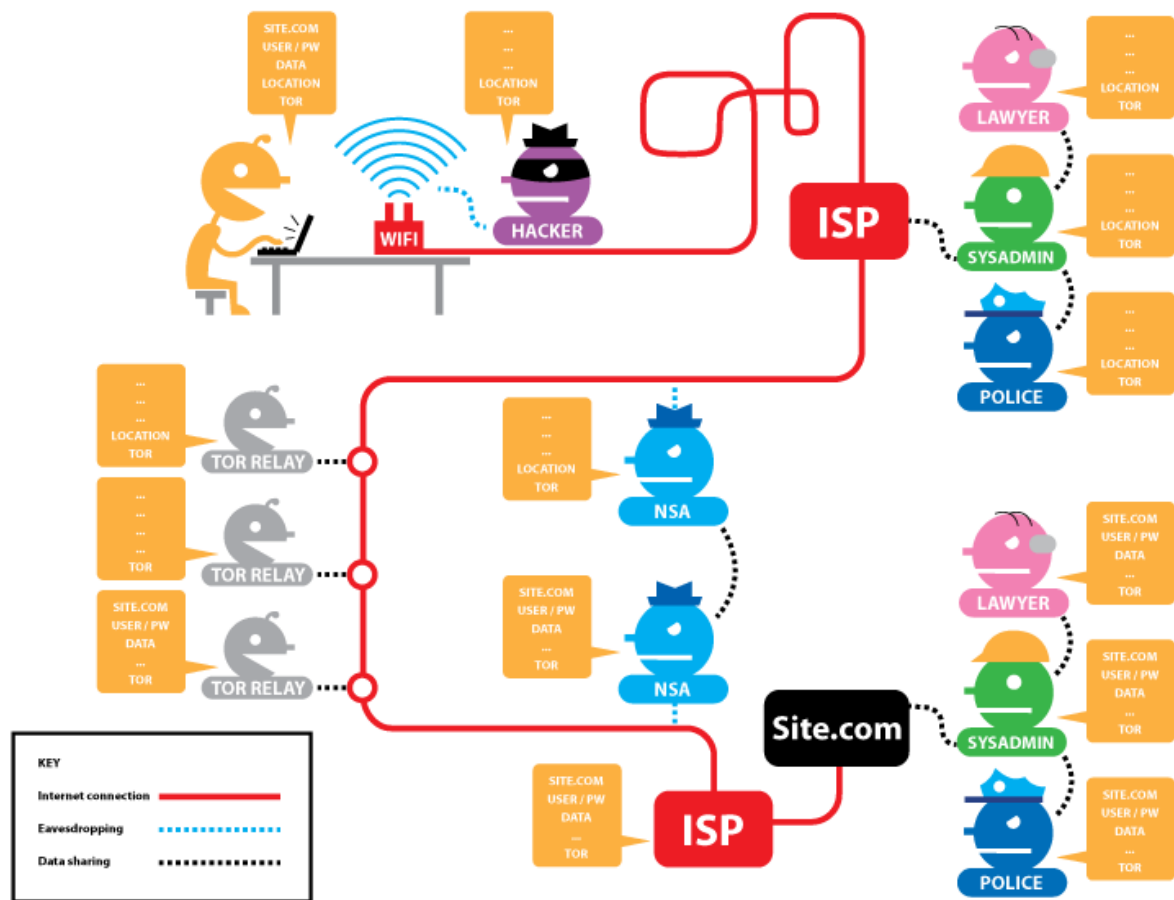 SITE.COM
USER / PW
DATA
LOCATION
TOR
...
...
...
LOCATION
TOR
WIFI
HACKER
ISP
...
...
...
LOCATION
TOR
LAWYER
...
...
...
LOCATION
TOR
SYSADMIN
...
...
...
LOCATION
TOR
POLICE
...
...
...
LOCATION
TOR
TOR RELAY
...
...
...
...
TOR
TOR RELAY
SITE.COM
USER / PW
DATA
...
TOR
TOR RELAY
...
...
...
LOCATION
TOR
NSA
SITE.COM
USER / PW
DATA
...
TOR
NSA
SITE.COM
USER / PW
DATA
...
TOR
LAWYER
SITE.COM
USER / PW
DATA
...
TOR
SYSADMIN
SITE.COM
USER / PW
DATA
...
TOR
POLICE
Site.com
SITE.COM
USER / PW
DATA
...
TOR
ISP
KEY
Internet connection
Eavesdropping
Data sharing